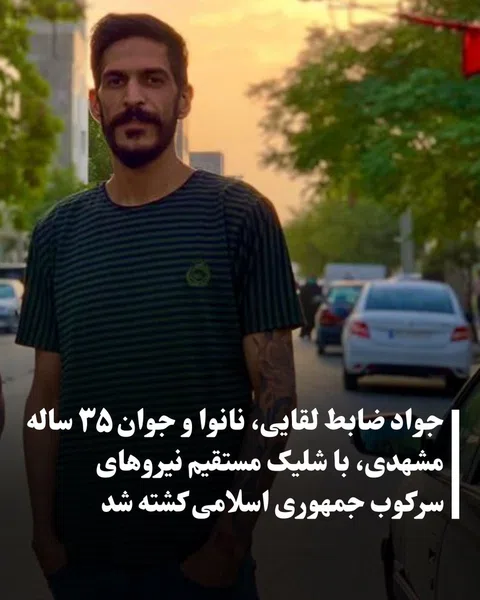 جواد ضابط لقایی، نانوا و جوان ۳۵ ساله
مشهدی، با شلیک مستقیم نیروهای
سرکوب جمهوری اسلامی کشته شد